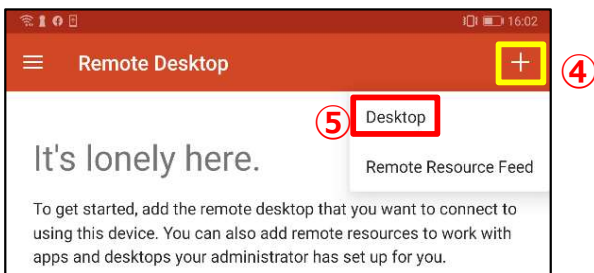 16:02
Remote Desktop
④
⑤
Desktop
It's lonely here.
Remote Resource Feed
To get started, add the remote desktop that you want to connect to
using this device. You can also add remote resources to work with
apps and desktops your administrator has set up for you.